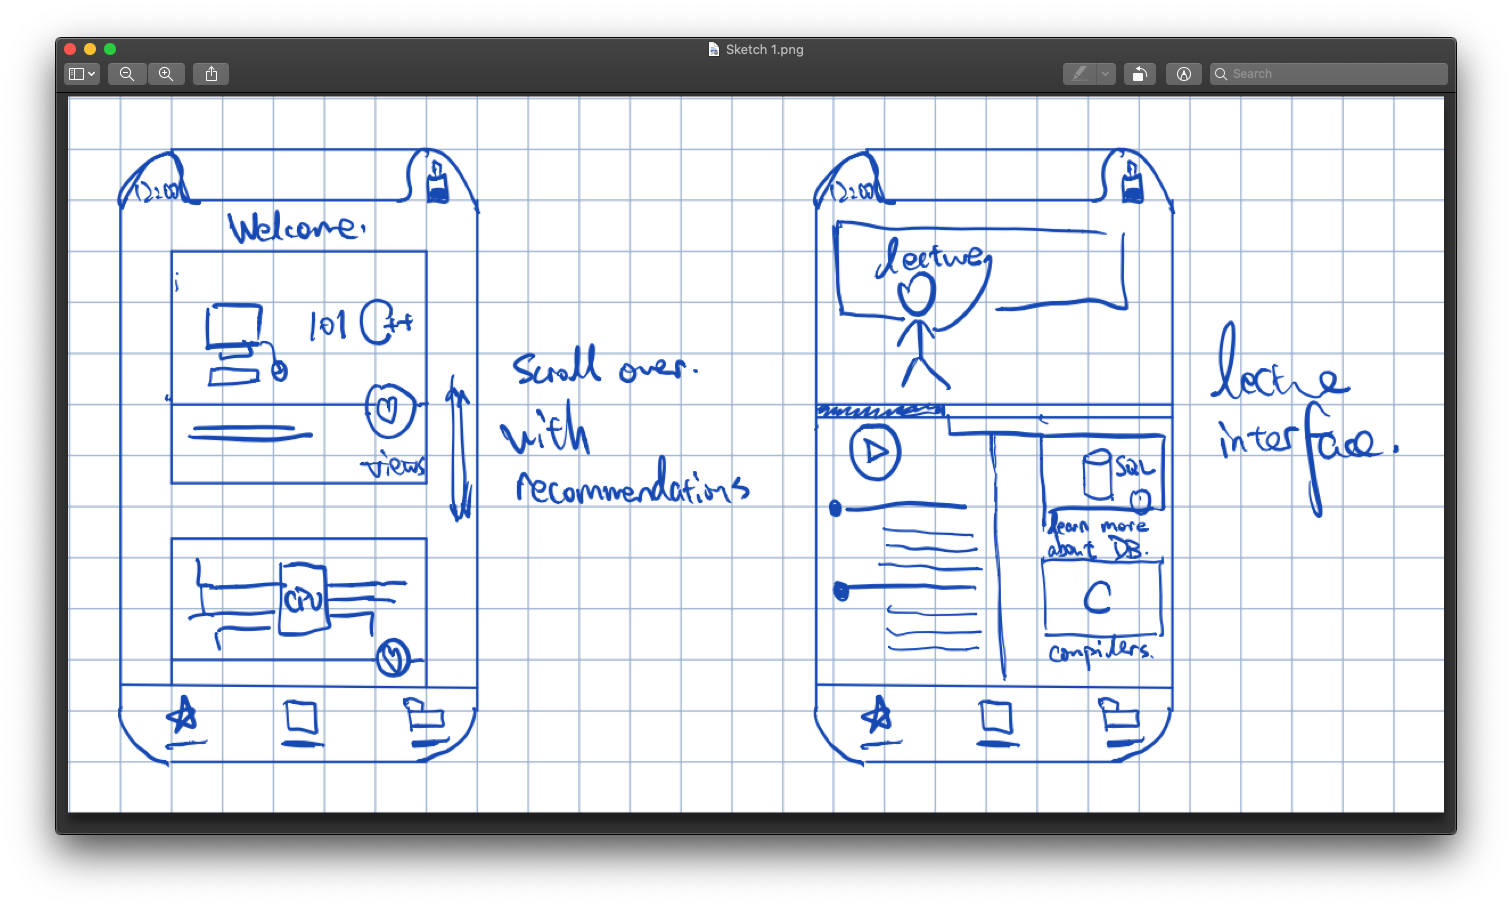 Sketch 1.png
Search
12:00
Welcome.
101 C++
views
CPU
Scroll over.
with
recommendations
12:00
lecture
SQL
learn more
about DB.
C
compilers.
lecture
interface.